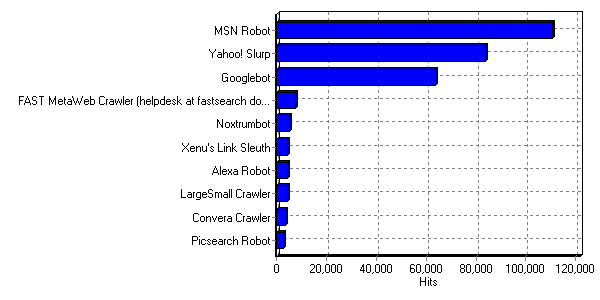 MSN Robot
Yahoo! Slurp
Googlebot
FAST MetaWeb Crawler (helpdesk at fastsearch do...
Noxtrumbot
Xenu's Link Sleuth
Alexa Robot
LargeSmall Crawler
Convera Crawler
Picsearch Robot
0 20,000 40,000 60,000 80,000 100,000 120,000
Hits